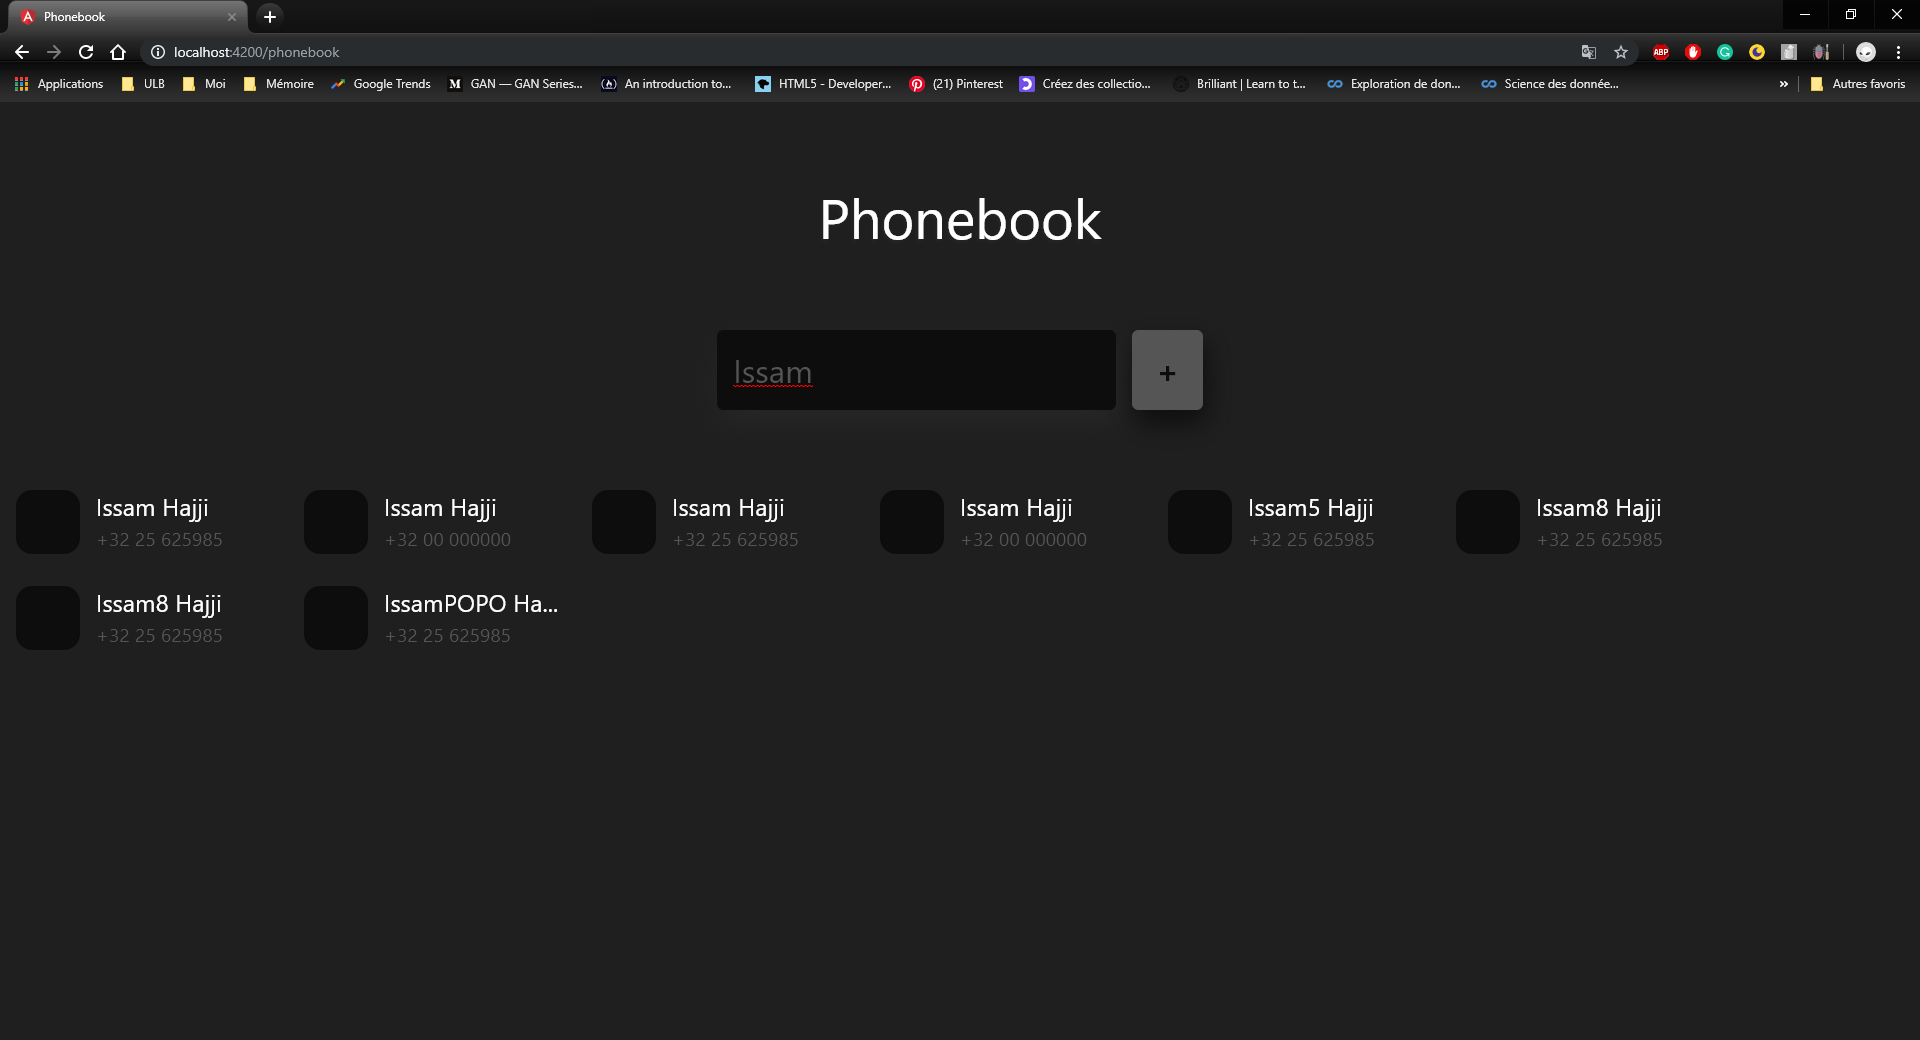 Phonebook
localhost:4200/phonebook
ABP
Applications ULB Moi Mémoire Google Trends M GAN — GAN Series... An introduction to... HTML5 - Developer... (21) Pinterest Créez des collectio... Brilliant | Learn to t... Exploration de don... Science des donnée... » Autres favoris
Phonebook
Issam +
Issam Hajji Issam Hajji Issam Hajji Issam Hajji Issam5 Hajji Issam8 Hajji
+32 25 625985 +32 00 000000 +32 25 625985 +32 00 000000 +32 25 625985 +32 25 625985
Issam8 Hajji IssamPOPO Ha...
+32 25 625985 +32 25 625985